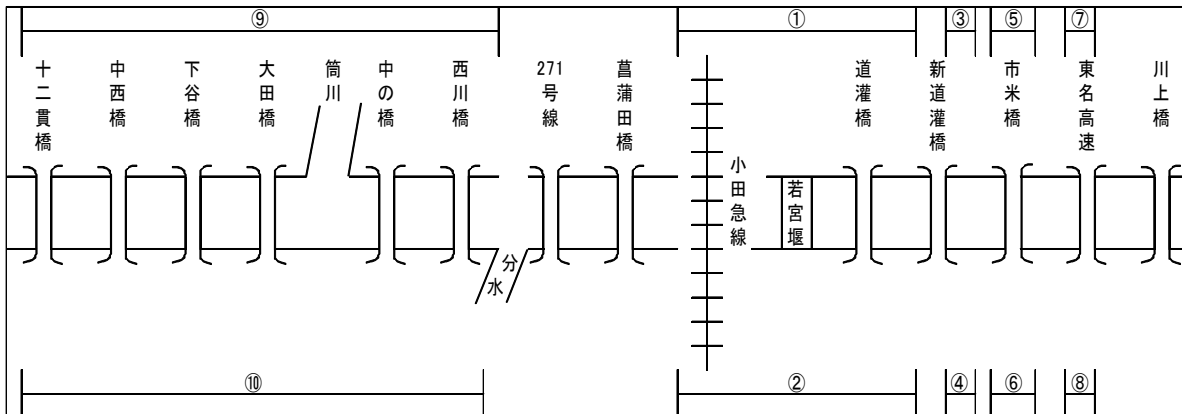 ⑨
①
③
⑤
⑦
十二貫橋
中西橋
下谷橋
大田橋
筒川
中の橋
西川橋
271号線
菖蒲田橋
小田急線
若宮堰
道灌橋
新道灌橋
市米橋
東名高速
川上橋
分水
⑩
②
④
⑥
⑧